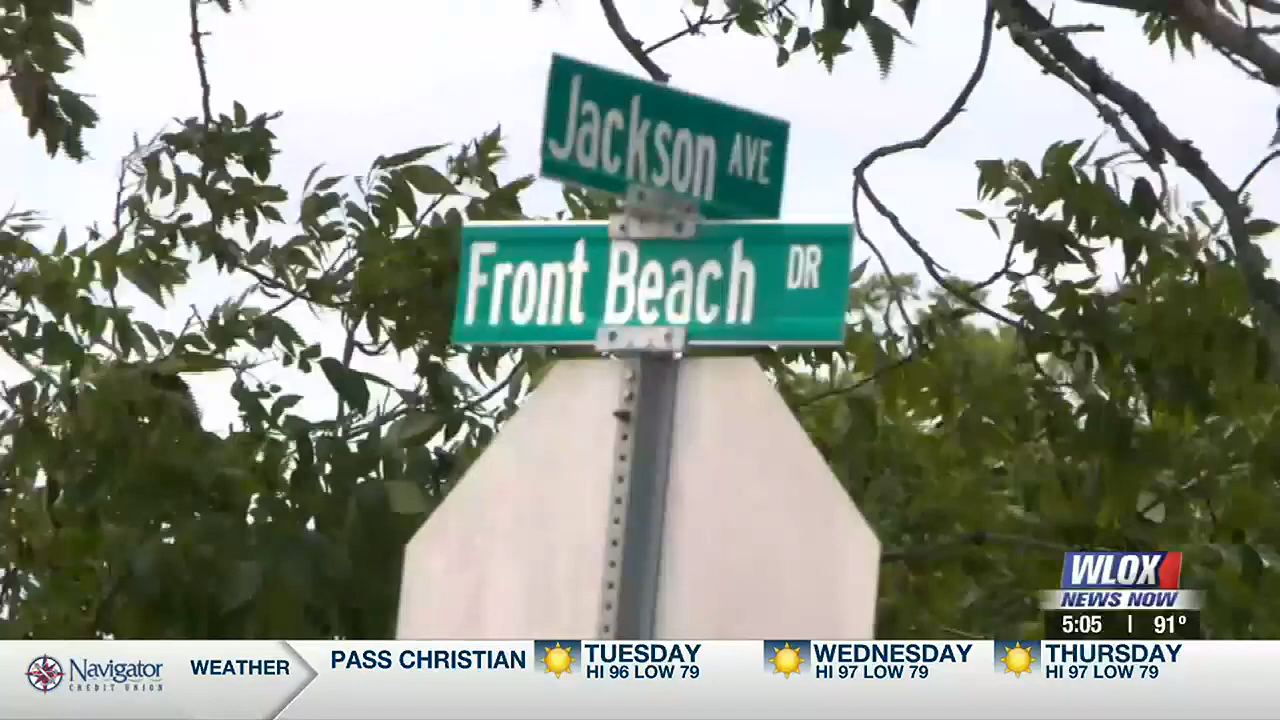 Jackson AVE
Front Beach DR
WLOX
NEWS NOW
5:05 | 91°
Navigator
CREDIT UNION
WEATHER
PASS CHRISTIAN
TUESDAY
HI 96 LOW 79
WEDNESDAY
HI 97 LOW 79
THURSDAY
HI 97 LOW 79